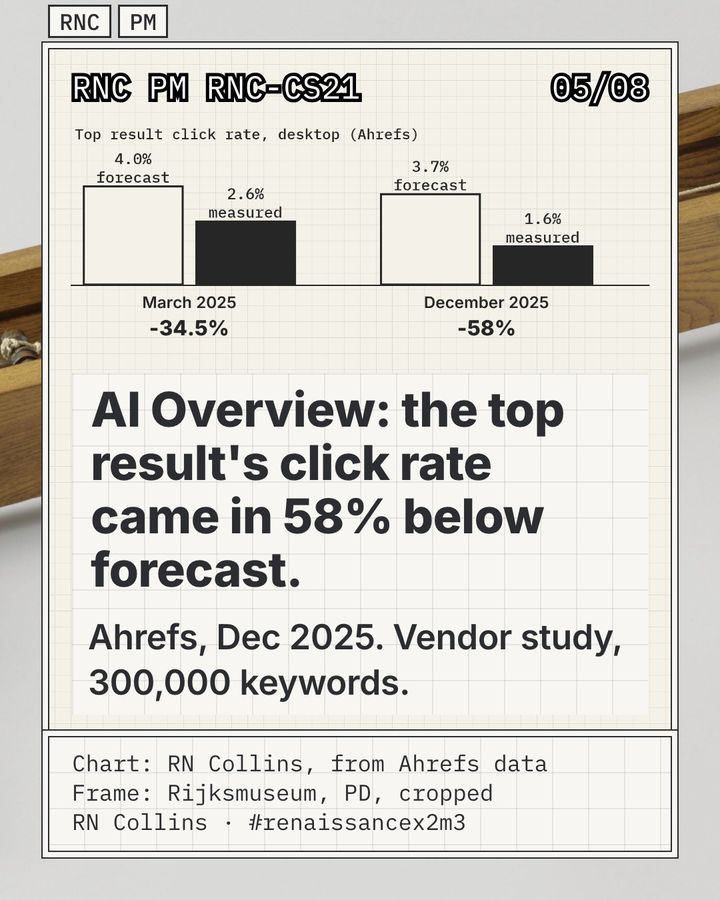 RNC PM
RNC PM RNC-CS21 05/08
Top result click rate, desktop (Ahrefs)
4.0%
forecast
2.6%
measured
3.7%
forecast
1.6%
measured
March 2025
-34.5%
December 2025
-58%
AI Overview: the top
result's click rate
came in 58% below
forecast.
Ahrefs, Dec 2025. Vendor study,
300,000 keywords.
Chart: RN Collins, from Ahrefs data
Frame: Rijksmuseum, PD, cropped
RN Collins · #renaissancex2m3